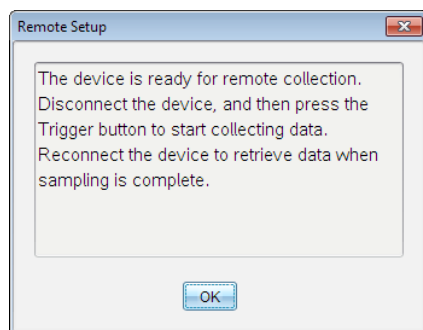 Remote Setup
The device is ready for remote collection.
Disconnect the device, and then press the
Trigger button to start collecting data.
Reconnect the device to retrieve data when
sampling is complete.
OK